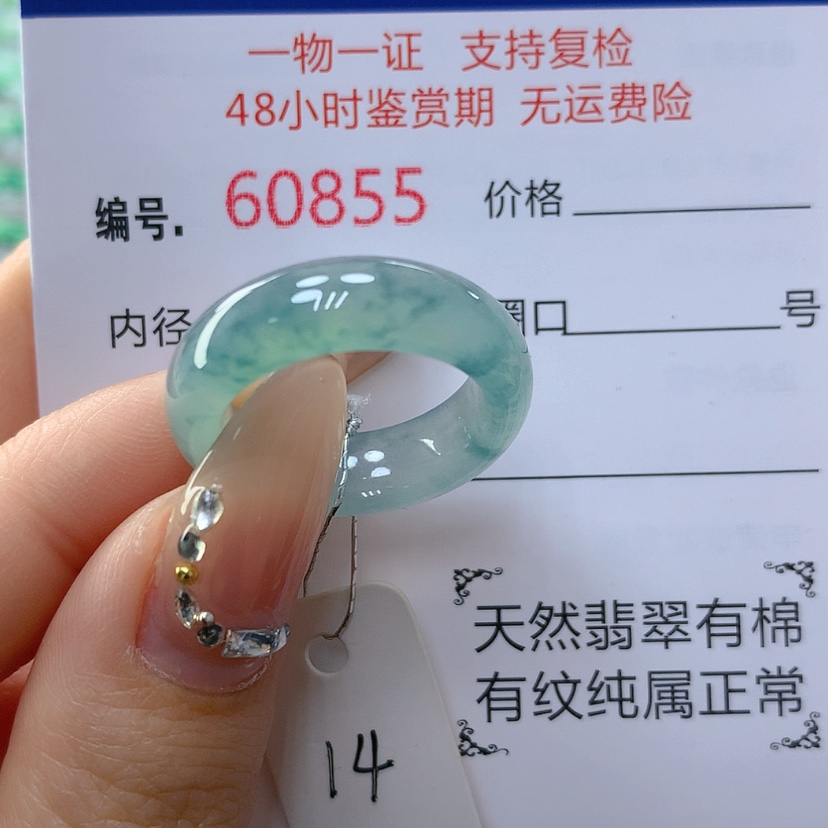 一物一证 支持复检
48小时鉴赏期 无运费险
编号. 60855 价格
内径 圈口 号
天然翡翠有棉
有纹纯属正常
14